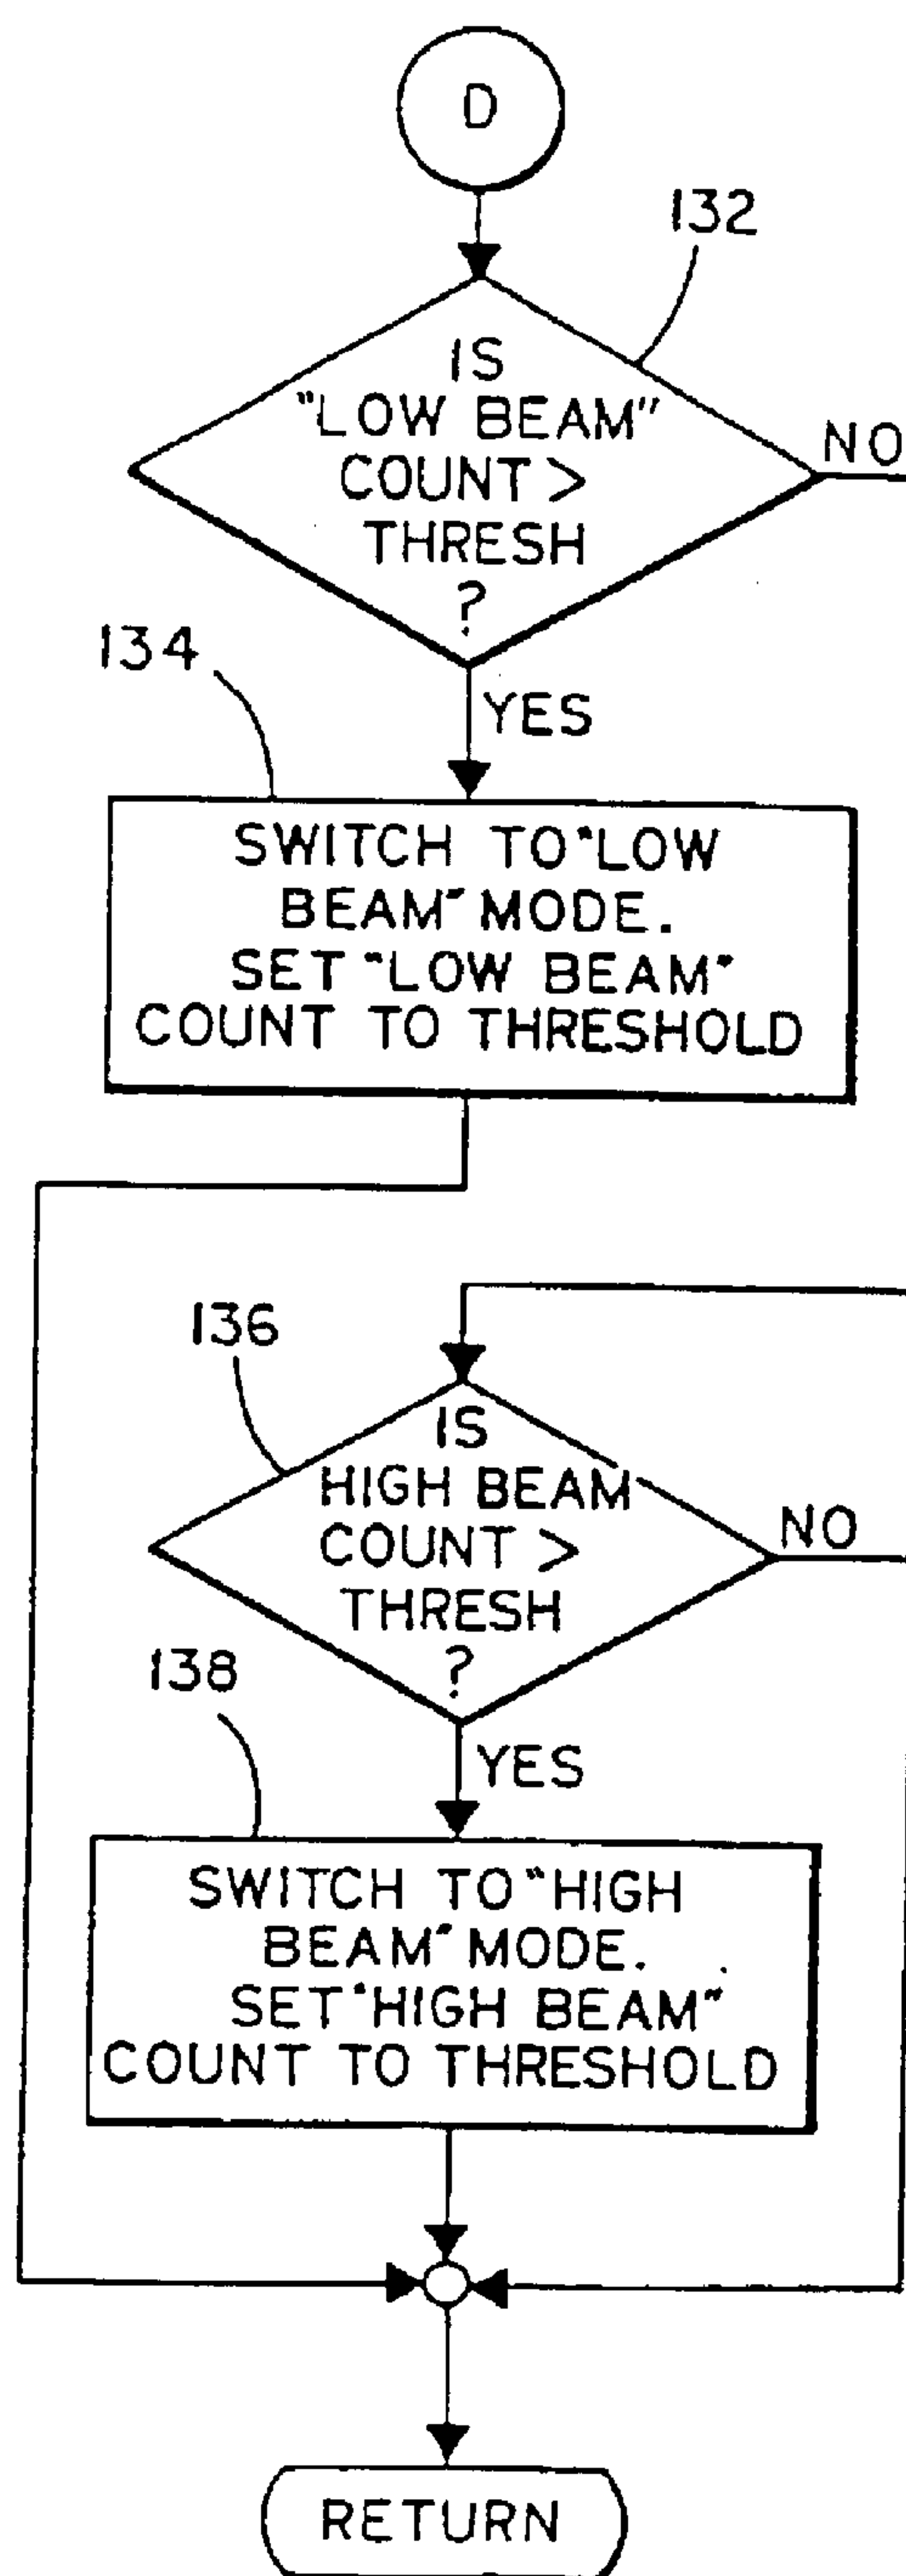 D
132
IS
"LOW BEAM"
COUNT >
THRESH
?
NO
134
YES
SWITCH TO "LOW
BEAM" MODE.
SET "LOW BEAM"
COUNT TO THRESHOLD
136
IS
HIGH BEAM
COUNT >
THRESH
?
NO
138
YES
SWITCH TO "HIGH
BEAM" MODE.
SET "HIGH BEAM"
COUNT TO THRESHOLD
RETURN